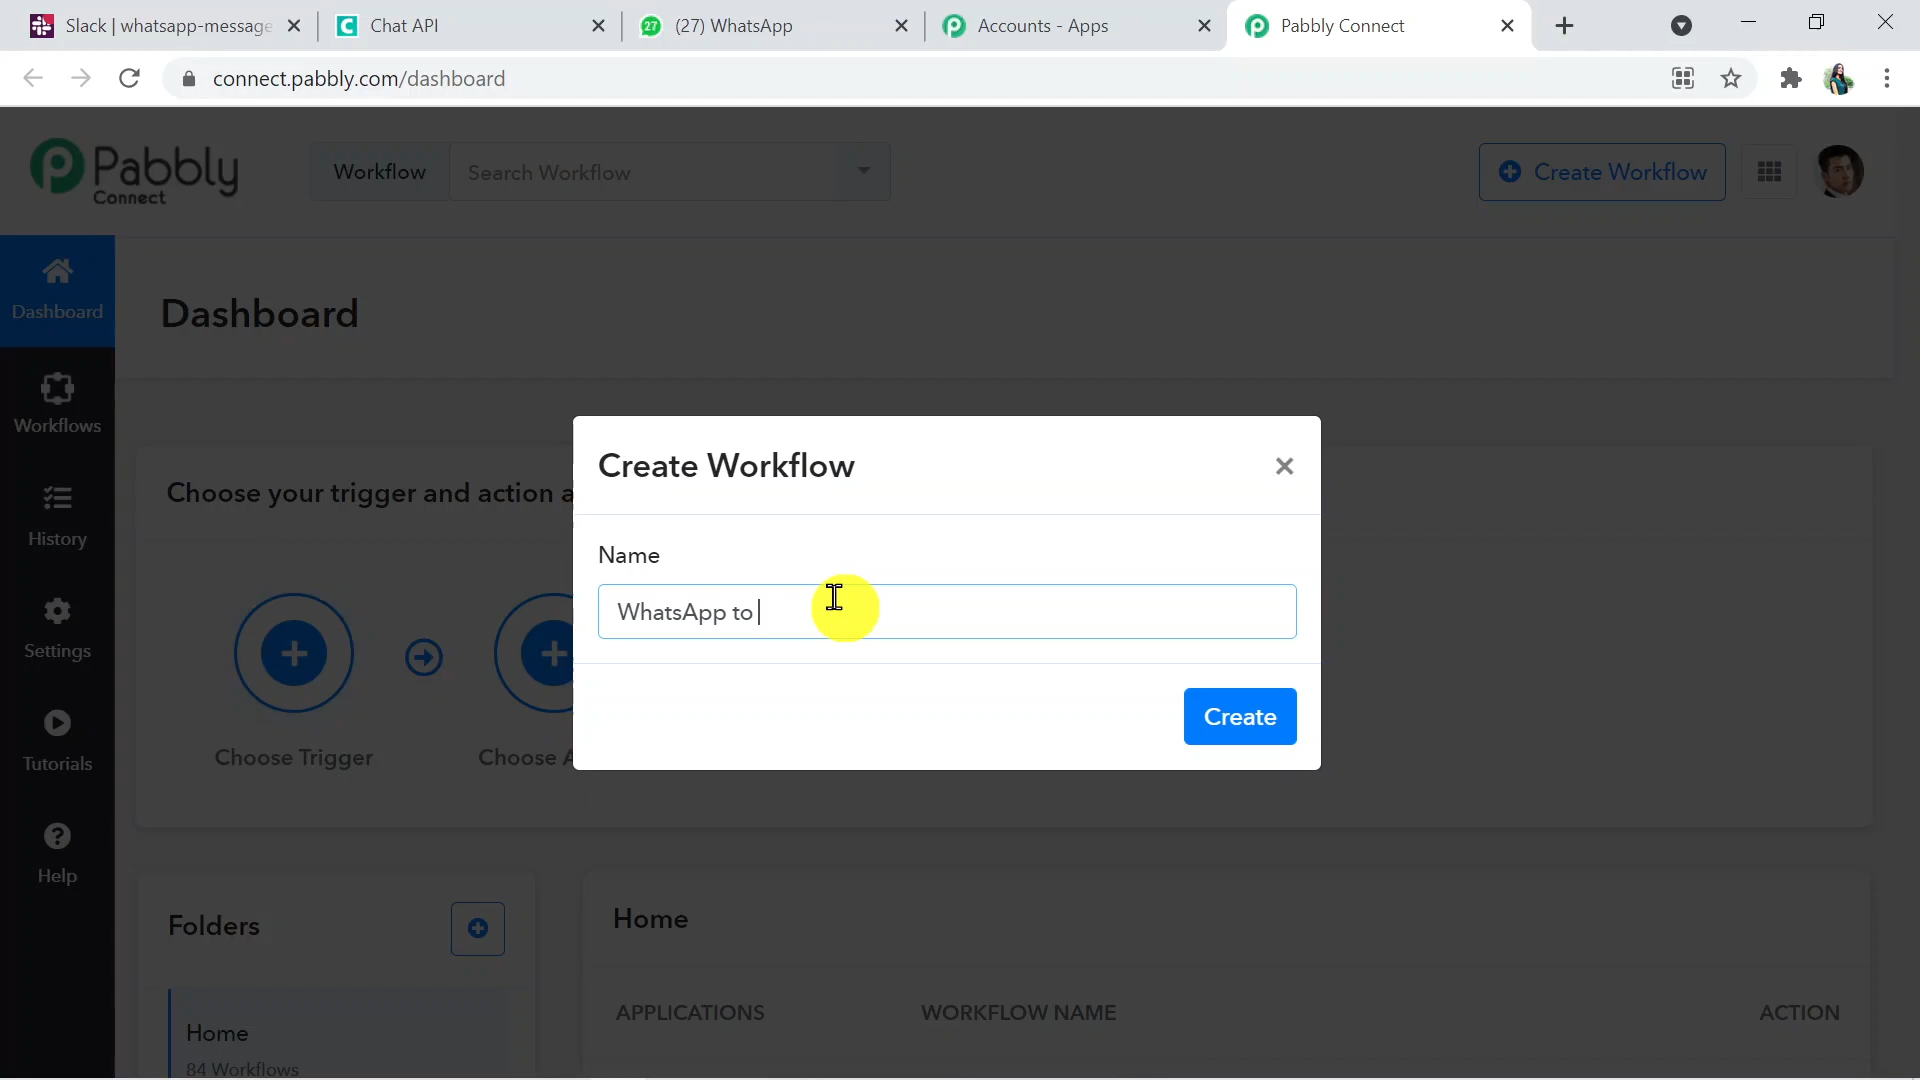 Slack | whatsapp-message
Chat API
27
(27) WhatsApp
Accounts - Apps
Pabbly Connect
connect.pabbly.com/dashboard
Pabbly
Connect
Workflow
Search Workflow
Create Workflow
Dashboard
Workflows
History
Settings
Tutorials
Help
Dashboard
Choose your trigger and action a
Choose Trigger
Choose A
Create Workflow
×
Name
WhatsApp to
Create
Folders
Home
84 Workflows
Home
APPLICATIONS
WORKFLOW NAME
ACTION